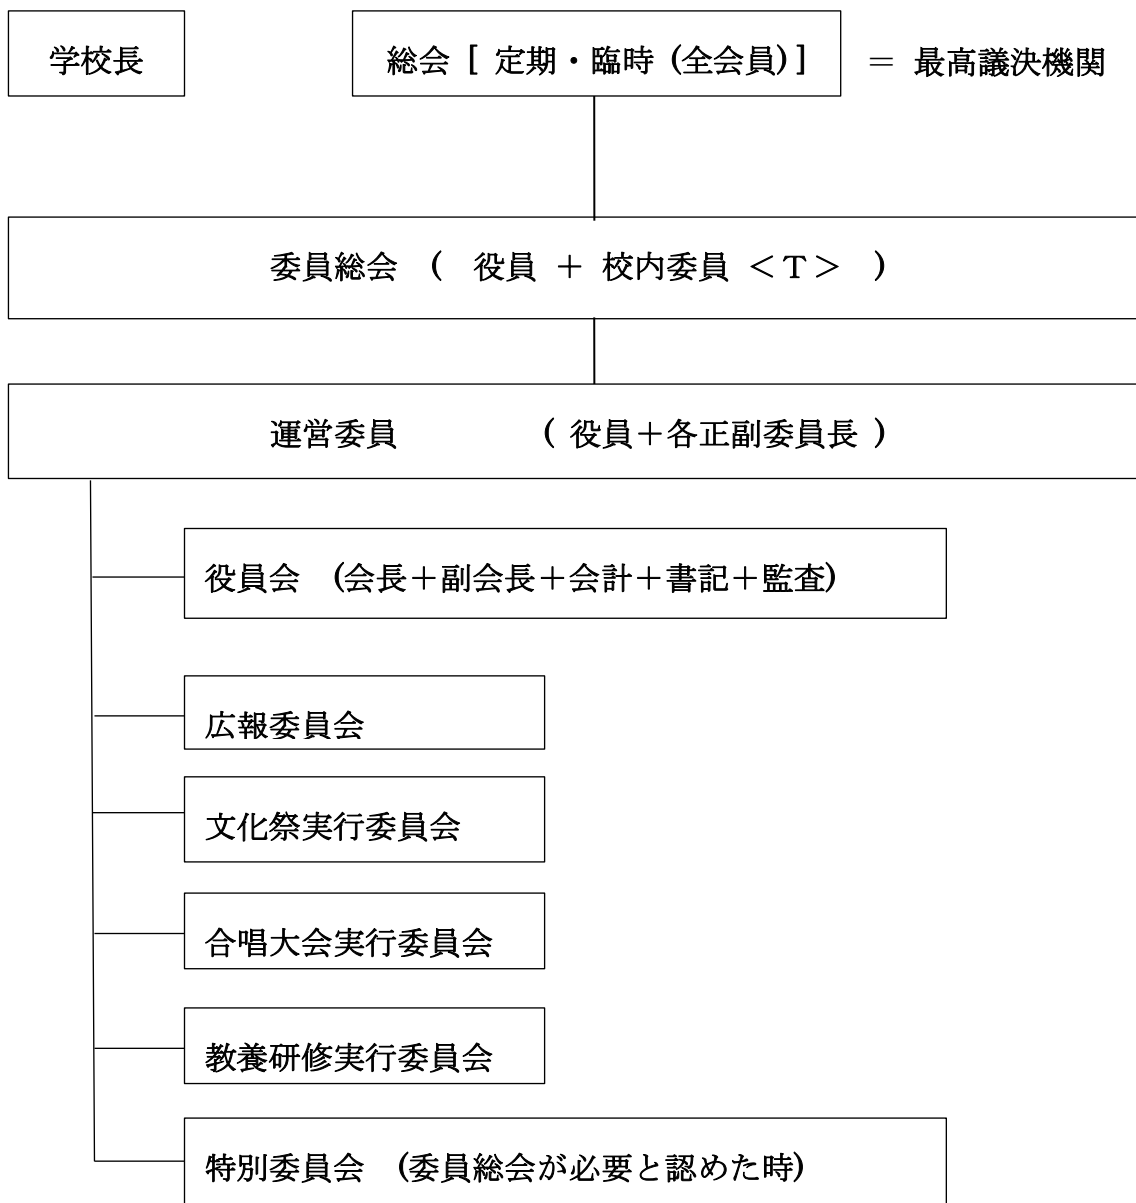 学校長
総会 [ 定期・臨時 (全会員) ] ＝ 最高議決機関
委員総会 ( 役員 ＋ 校内委員 ＜T＞ )
運営委員 ( 役員＋各正副委員長 )
役員会 (会長＋副会長＋会計＋書記＋監査)
広報委員会
文化祭実行委員会
合唱大会実行委員会
教養研修実行委員会
特別委員会 (委員総会が必要と認めた時)